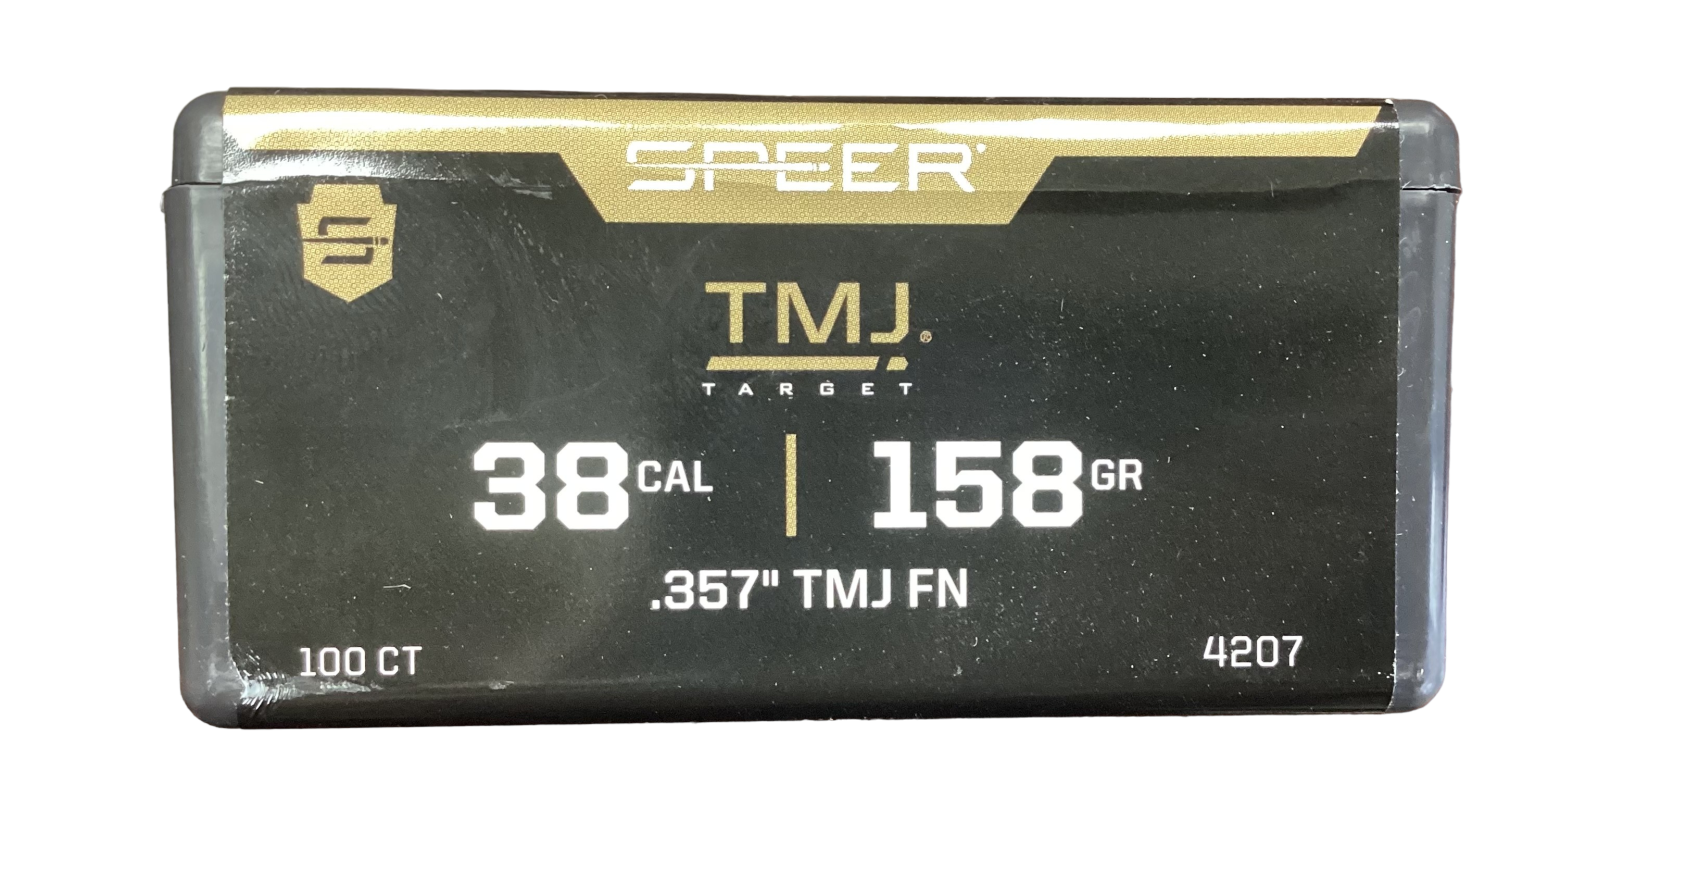 SPEER
TMJ®
TARGET
38 CAL | 158 GR
.357" TMJ FN
100 CT
4207